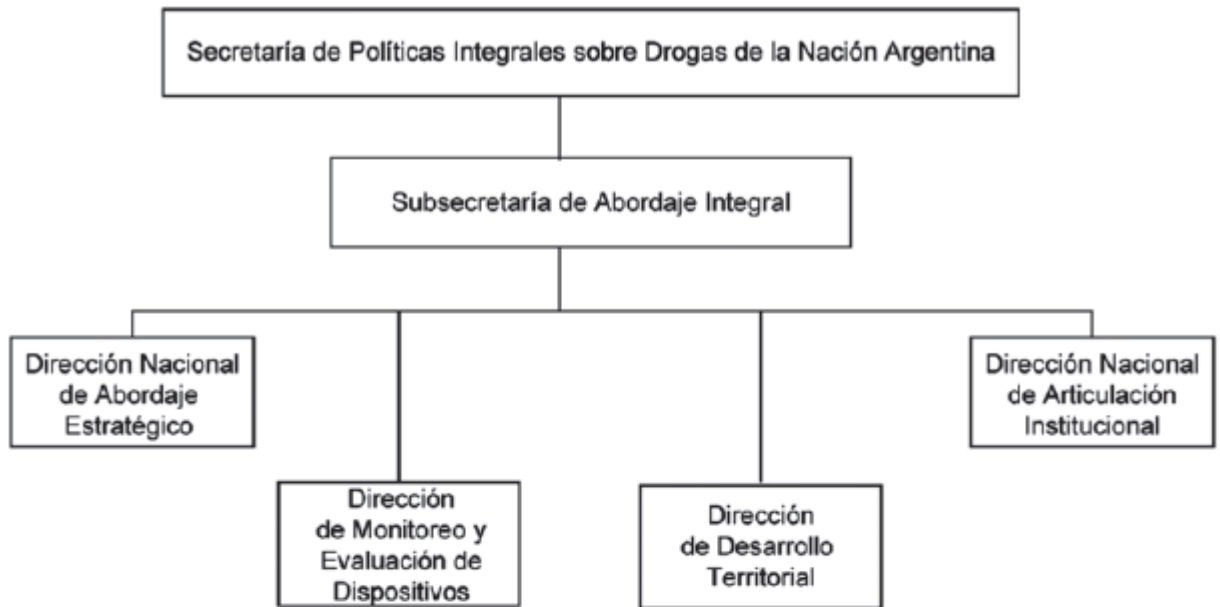 Secretaría de Políticas Integrales sobre Drogas de la Nación Argentina
Subsecretaría de Abordaje Integral
Dirección Nacional
de Abordaje
Estratégico
Dirección Nacional
de Articulación
Institucional
Dirección
de Monitoreo y
Evaluación de
Dispositivos
Dirección
de Desarrollo
Territorial